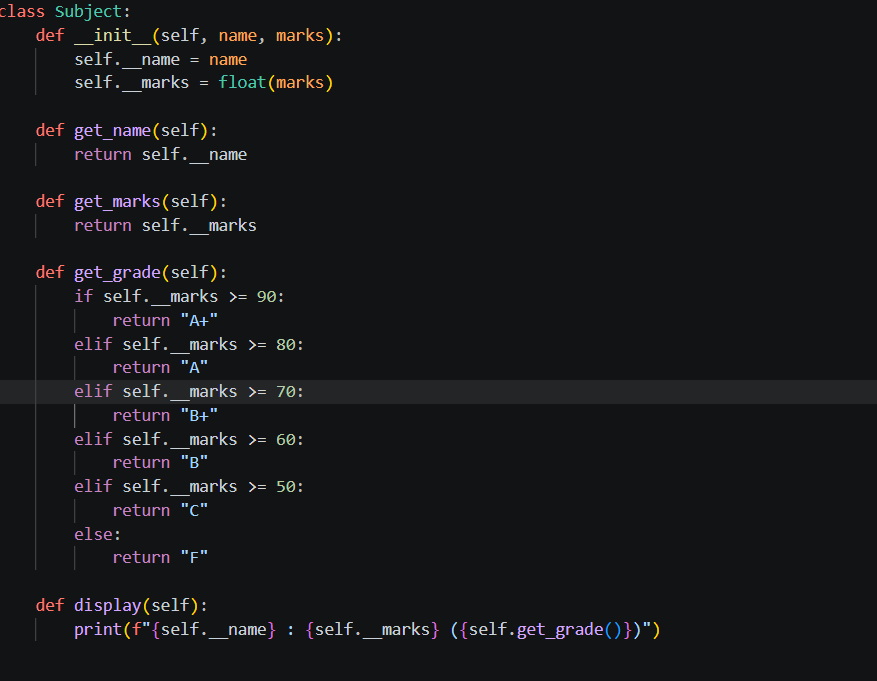 class Subject:
    def __init__(self, name, marks):
        self.__name = name
        self.__marks = float(marks)

    def get_name(self):
        return self.__name

    def get_marks(self):
        return self.__marks

    def get_grade(self):
        if self.__marks >= 90:
            return "A+"
        elif self.__marks >= 80:
            return "A"
        elif self.__marks >= 70:
            return "B+"
        elif self.__marks >= 60:
            return "B"
        elif self.__marks >= 50:
            return "C"
        else:
            return "F"

    def display(self):
        print(f"{self.__name} : {self.__marks} ({self.get_grade()})")